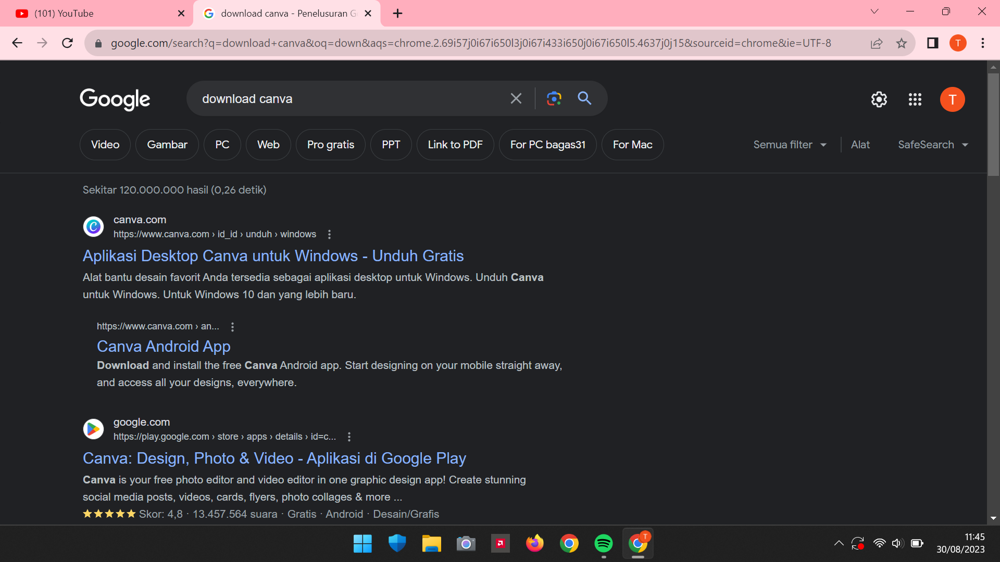 (101) YouTube
download canva - Penelusuran G
google.com/search?q=download+canva&oq=down&aqs=chrome.2.69i57j0i67i650l3j0i67i433i650j0i67i650l5.4637j0j15&sourceid=chrome&ie=UTF-8
T
Google
download canva
T
Video
Gambar
PC
Web
Pro gratis
PPT
Link to PDF
For PC bagas31
For Mac
Semua filter
Alat
SafeSearch
Sekitar 120.000.000 hasil (0,26 detik)
canva.com
https://www.canva.com › id_id › unduh › windows
Aplikasi Desktop Canva untuk Windows - Unduh Gratis
Alat bantu desain favorit Anda tersedia sebagai aplikasi desktop untuk Windows. Unduh Canva
untuk Windows. Untuk Windows 10 dan yang lebih baru.
https://www.canva.com › an...
Canva Android App
Download and install the free Canva Android app. Start designing on your mobile straight away,
and access all your designs, everywhere.
google.com
https://play.google.com › store › apps › details › id=c...
Canva: Design, Photo & Video - Aplikasi di Google Play
Canva is your free photo editor and video editor in one graphic design app! Create stunning
social media posts, videos, cards, flyers, photo collages & more ...
Skor: 4,8 · 13.457.564 suara · Gratis · Android · Desain/Grafis
T
11:45
30/08/2023